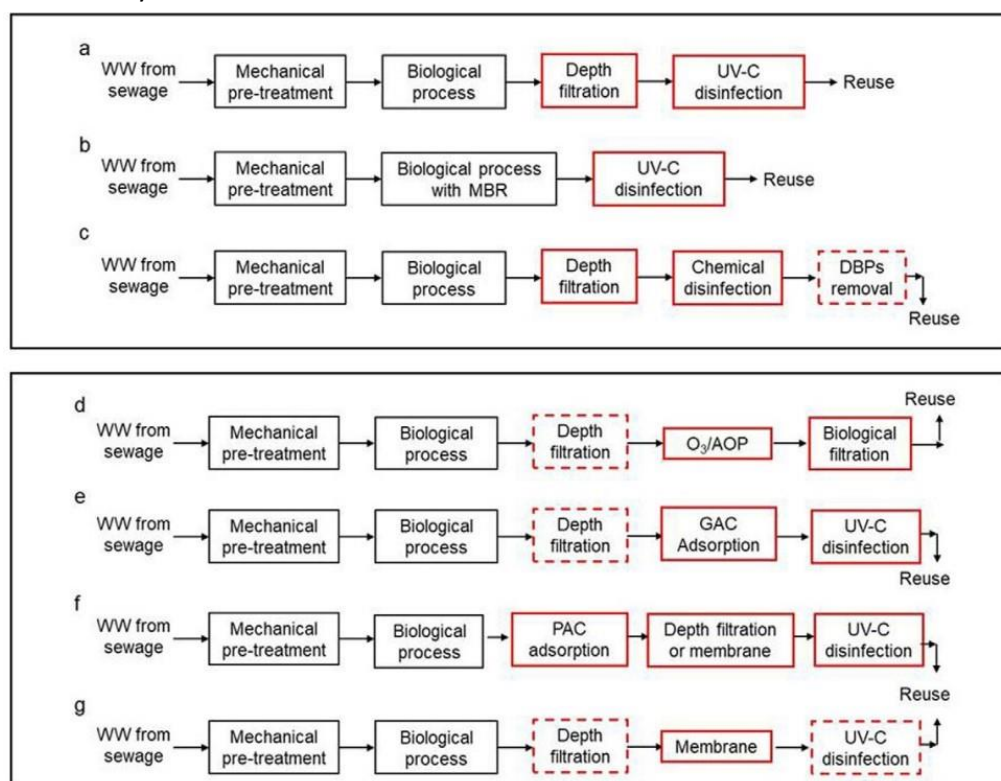 a
WW from
sewage
Mechanical
pre-treatment
Biological
process
Depth
filtration
UV-C
disinfection
Reuse
b
WW from
sewage
Mechanical
pre-treatment
Biological process
with MBR
UV-C
disinfection
Reuse
c
WW from
sewage
Mechanical
pre-treatment
Biological
process
Depth
filtration
Chemical
disinfection
DBPs
removal
Reuse
d
WW from
sewage
Mechanical
pre-treatment
Biological
process
Depth
filtration
O₃/AOP
Biological
filtration
Reuse
e
WW from
sewage
Mechanical
pre-treatment
Biological
process
Depth
filtration
GAC
Adsorption
UV-C
disinfection
Reuse
f
WW from
sewage
Mechanical
pre-treatment
Biological
process
PAC
adsorption
Depth filtration
or membrane
UV-C
disinfection
Reuse
g
WW from
sewage
Mechanical
pre-treatment
Biological
process
Depth
filtration
Membrane
UV-C
disinfection